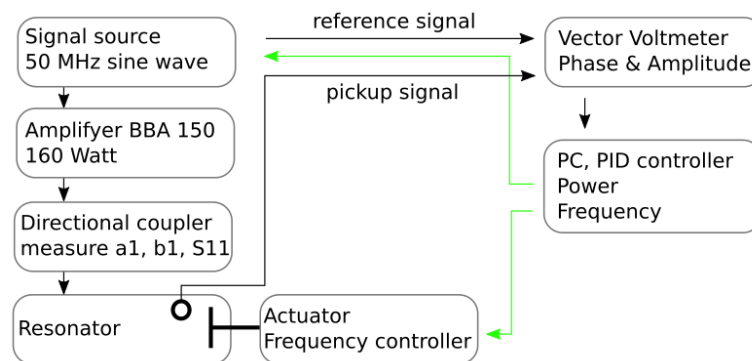 Signal source
50 MHz sine wave
reference signal
pickup signal
Vector Voltmeter
Phase & Amplitude
Amplifyer BBA 150
160 Watt
PC, PID controller
Power
Frequency
Directional coupler
measure a1, b1, S11
Resonator
Actuator
Frequency controller